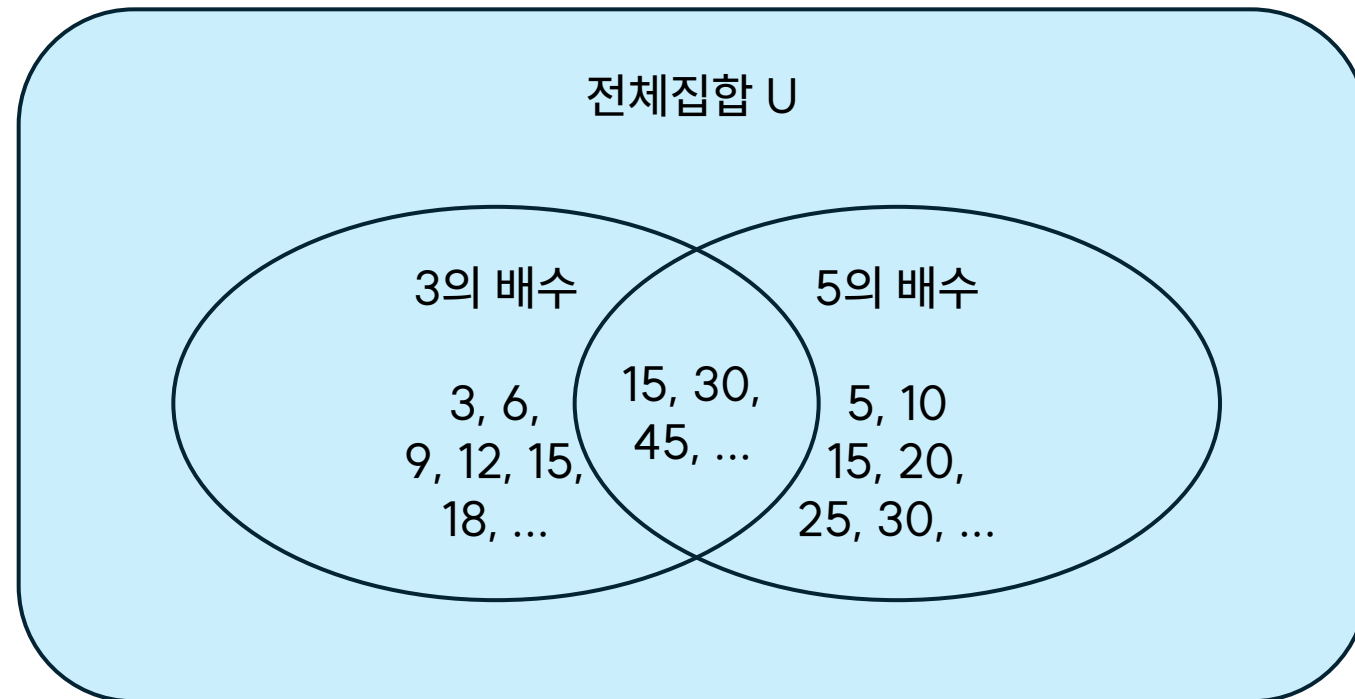 전체집합 U
3의 배수
3, 6,
9, 12, 15,
18, ...
15, 30,
45, ...
5의 배수
5, 10
15, 20,
25, 30, ...